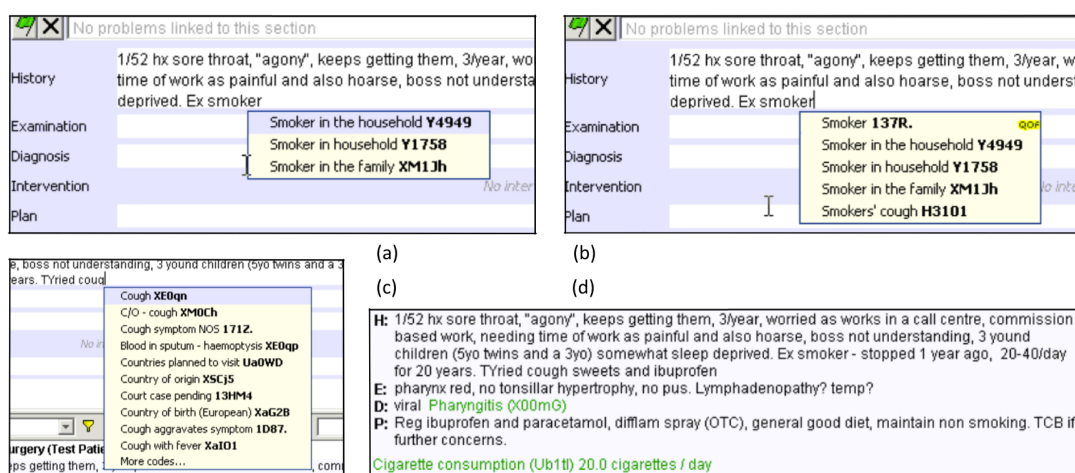 No problems linked to this section
History
1/52 hx sore throat, "agony", keeps getting them, 3/year, wo
time of work as painful and also hoarse, boss not understa
deprived. Ex smoker
Smoker in the household Y4949
Smoker in household Y1758
Smoker in the family XM1Jh
Examination
Diagnosis
Intervention
No inter
Plan
No problems linked to this section
History
1/52 hx sore throat, "agony", keeps getting them, 3/year, w
time of work as painful and also hoarse, boss not underst
deprived. Ex smoker
Smoker 137R. QOF
Smoker in the household Y4949
Smoker in household Y1758
Smoker in the family XM1Jh
Smokers' cough H3101
Examination
Diagnosis
Intervention
lo inte
Plan
(a) (b)
(c) (d)
e, boss not understanding, 3 yound children (5yo twins and a 3
ears. TYried coug
Cough XE0qn
C/O - cough XM0Ch
Cough symptom NOS 1712.
Blood in sputum - haemoptysis XE0qp
Countries planned to visit Ua0WD
Country of origin XSCj5
Court case pending 13HM4
Country of birth (European) XaG2B
Cough aggravates symptom 1D87.
Cough with fever XaIO1
More codes...
No in
urgery (Test Patie
eps getting them,
, comm
H: 1/52 hx sore throat, "agony", keeps getting them, 3/year, worried as works in a call centre, commission
based work, needing time of work as painful and also hoarse, boss not understanding, 3 yound
children (5yo twins and a 3yo) somewhat sleep deprived. Ex smoker - stopped 1 year ago, 20-40/day
for 20 years. TYried cough sweets and ibuprofen
E: pharynx red, no tonsillar hypertrophy, no pus. Lymphadenopathy? temp?
D: viral Pharyngitis (X00mG)
P: Reg ibuprofen and paracetamol, difflam spray (OTC), general good diet, maintain non smoking. TCB if
further concerns.
Cigarette consumption (Ub1tI) 20.0 cigarettes / day